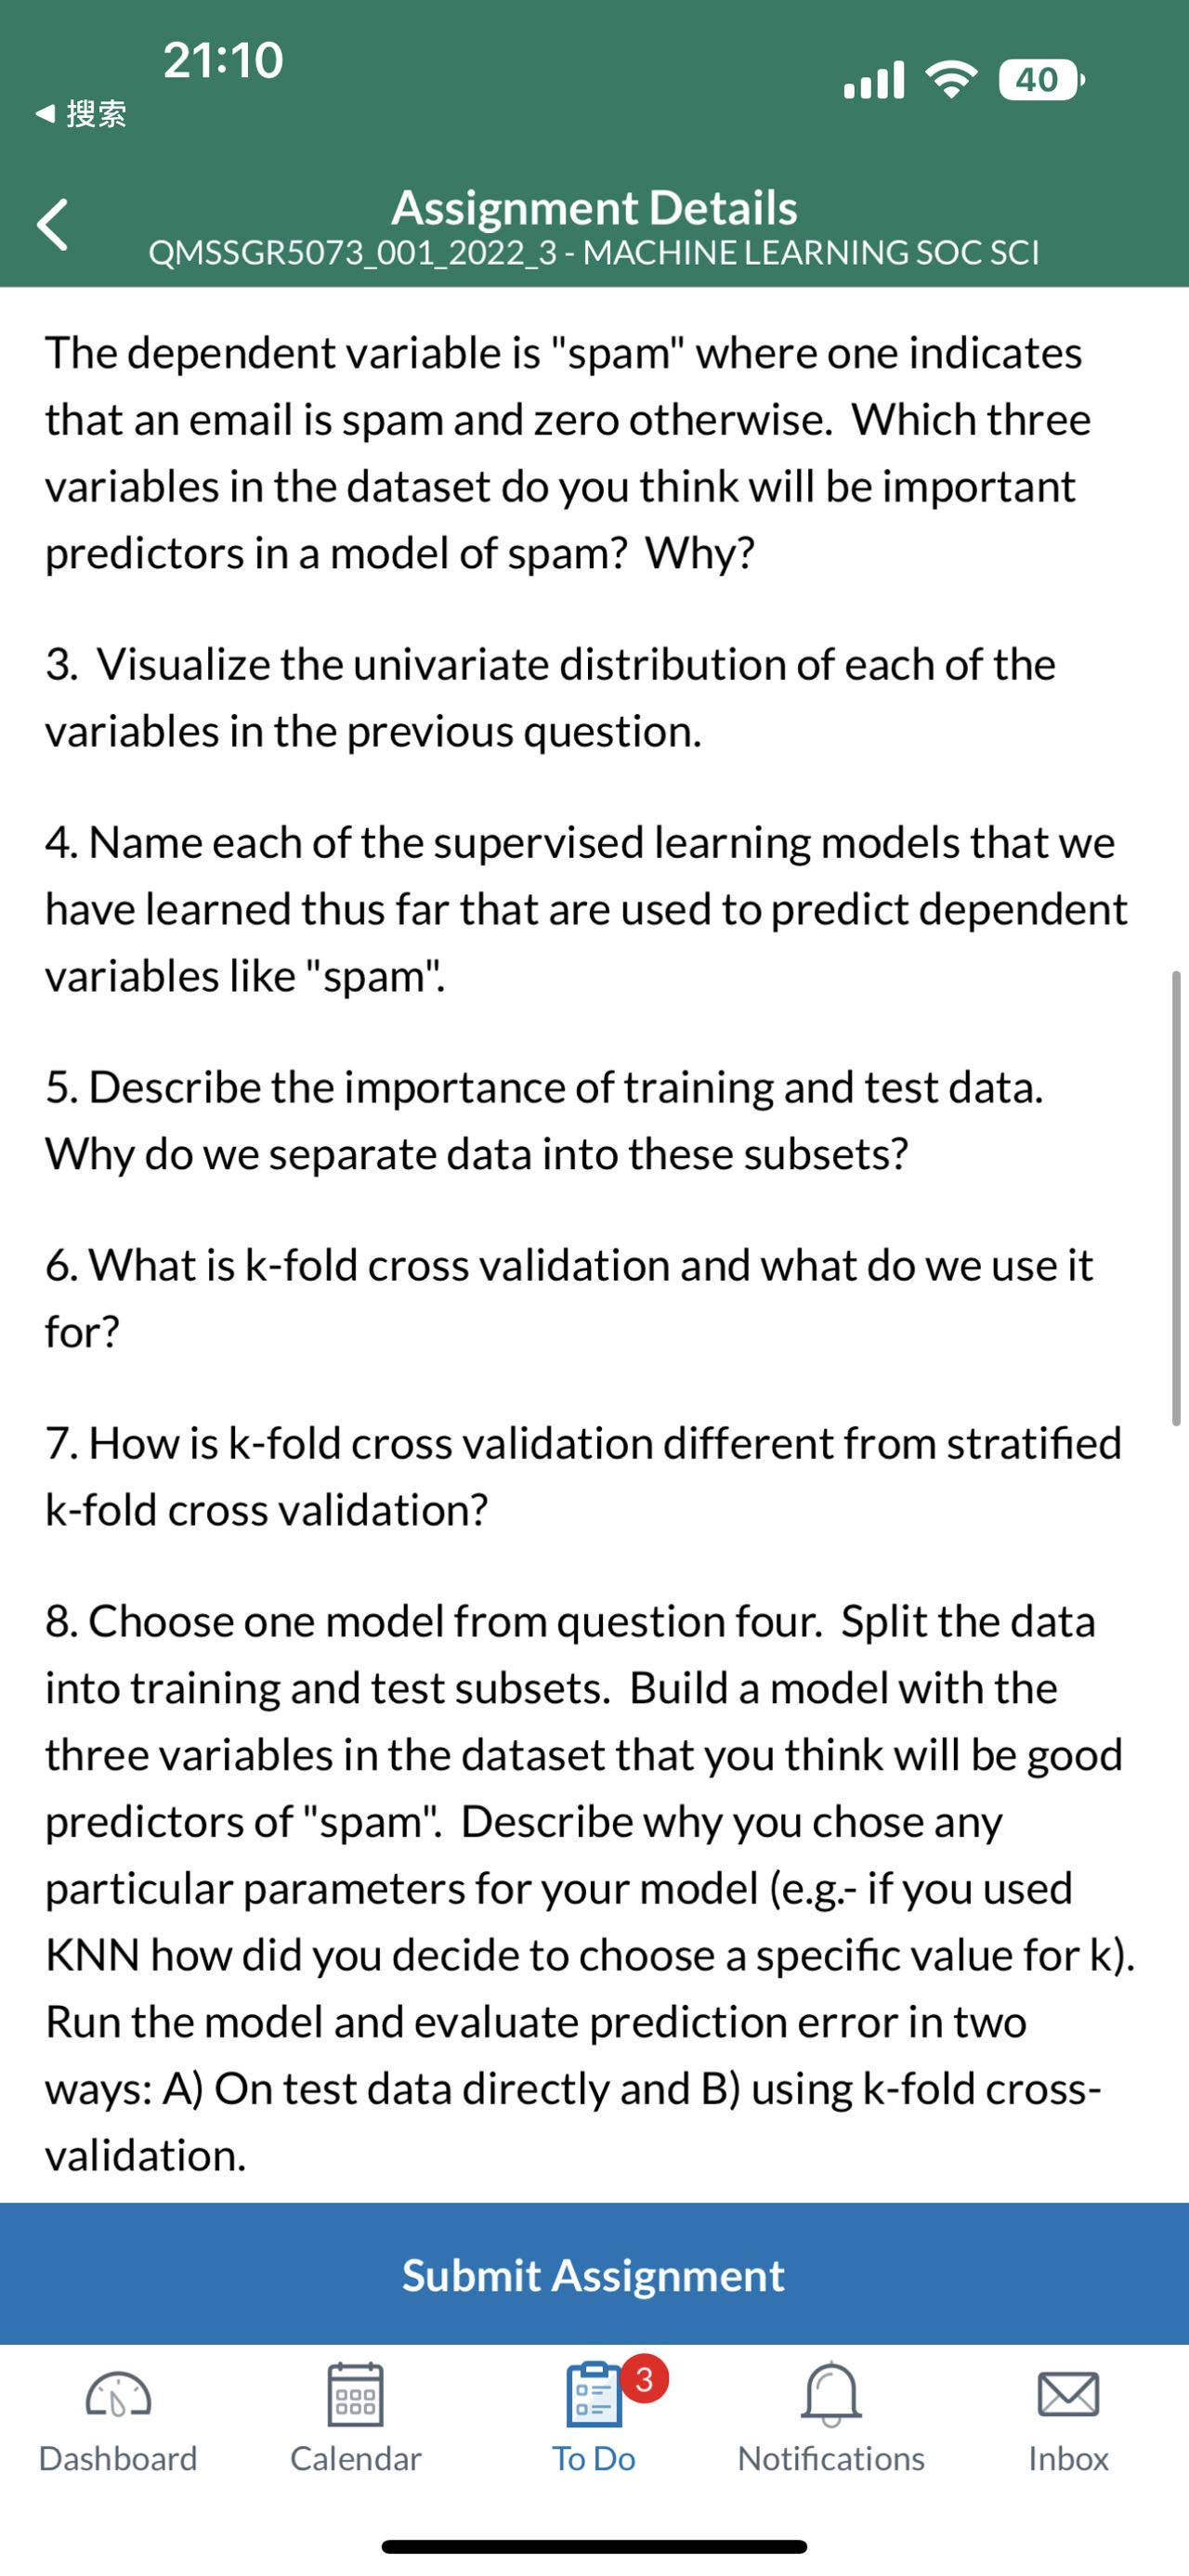 21:10
40
搜索
Assignment Details
QMSSGR5073_001_2022_3 - MACHINE LEARNING SOC SCI
The dependent variable is "spam" where one indicates
that an email is spam and zero otherwise.  Which three
variables in the dataset do you think will be important
predictors in a model of spam?  Why?
3.  Visualize the univariate distribution of each of the
variables in the previous question.
4. Name each of the supervised learning models that we
have learned thus far that are used to predict dependent
variables like "spam".
5. Describe the importance of training and test data.
Why do we separate data into these subsets?
6. What is k-fold cross validation and what do we use it
for?
7. How is k-fold cross validation different from stratified
k-fold cross validation?
8. Choose one model from question four.  Split the data
into training and test subsets.  Build a model with the
three variables in the dataset that you think will be good
predictors of "spam".  Describe why you chose any
particular parameters for your model (e.g.- if you used
KNN how did you decide to choose a specific value for k).
Run the model and evaluate prediction error in two
ways: A) On test data directly and B) using k-fold cross-
validation.
Submit Assignment
3
Dashboard
Calendar
To Do
Notifications
Inbox